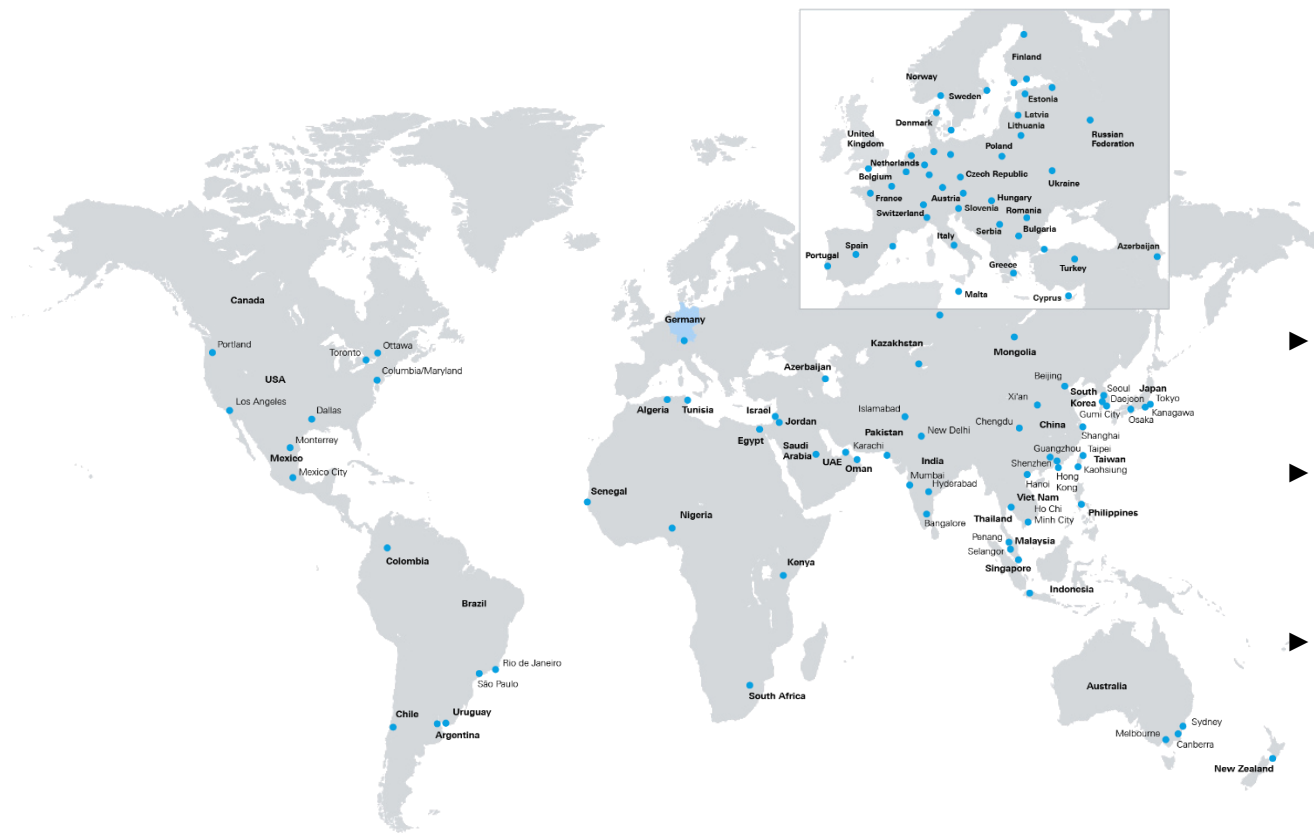 Finland
Norway
Sweden
Estonia
Latvia
Denmark
Lithuania
United
Kingdom
Russian
Federation
Poland
Netherlands
Belgium
Czech Republic
Ukraine
France
Austria
Hungary
Switzerland
Slovenia
Romania
Serbia
Bulgaria
Italy
Spain
Portugal
Azerbaijan
Greece
Turkey
Malta
Cyprus
Canada
Portland
Toronto
Ottawa
USA
Columbia/Maryland
Los Angeles
Dallas
Monterrey
Mexico
Mexico City
Colombia
Brazil
Rio de Janeiro
São Paulo
Chile
Uruguay
Argentina
Germany
Algeria
Tunisia
Israel
Jordan
Egypt
Saudi
Arabia
UAE
Oman
Azerbaijan
Senegal
Nigeria
Kenya
South Africa
Kazakhstan
Mongolia
Islamabad
Pakistan
Karachi
New Delhi
India
Mumbai
Hyderabad
Bangalore
Beijing
Xi'an
Chengdu
China
South
Korea
Seoul
Daejeon
Gumi City
Japan
Tokyo
Kanagawa
Osaka
Shanghai
Guangzhou
Taipei
Taiwan
Shenzhen
Kaohsiung
Hong
Kong
Hanoi
Viet Nam
Ho Chi
Minh City
Thailand
Philippines
Penang
Malaysia
Selangor
Singapore
Indonesia
Australia
Sydney
Melbourne
Canberra
New Zealand